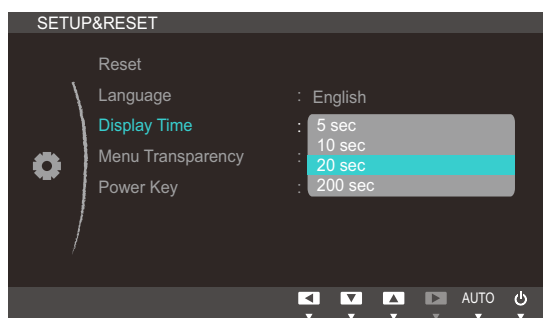 SETUP&RESET
Reset
Language : English
Display Time : 5 sec
10 sec
Menu Transparency : 20 sec
Power Key : 200 sec
AUTO